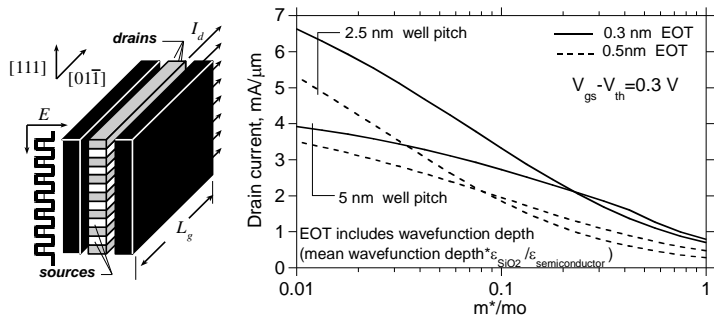 drains
I_d
[111]
[011̅]
E
L_g
sources
Drain current, mA/μm
7
6
5
4
3
2
1
0
2.5 nm well pitch
0.3 nm EOT
0.5nm EOT
V_gs-V_th=0.3 V
5 nm well pitch
EOT includes wavefunction depth
(mean wavefunction depth*ε_SiO2/ε_semiconductor)
0.01
0.1
1
m*/mo